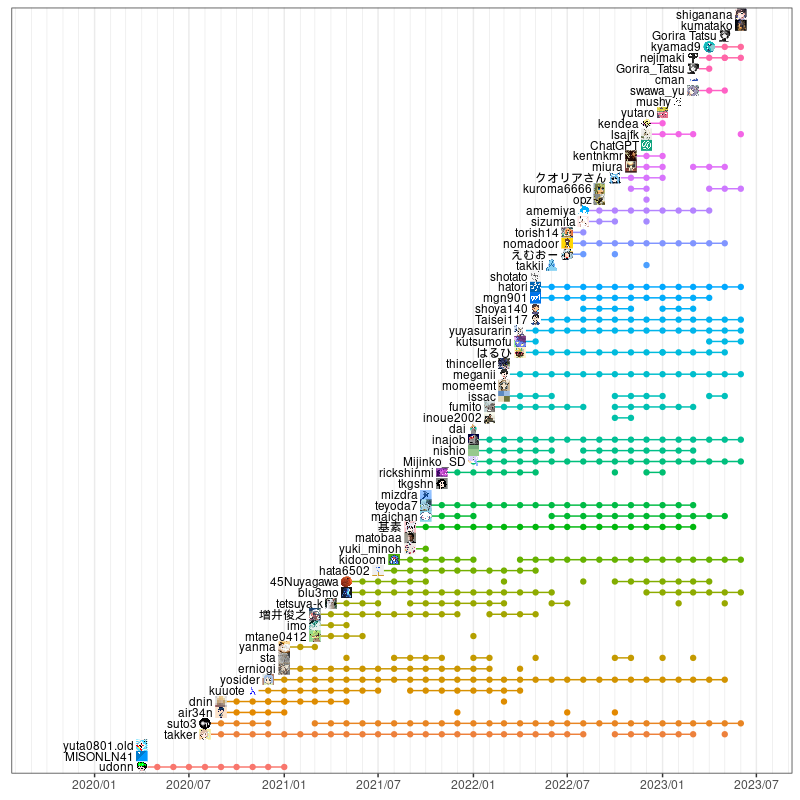 shiganana
kumatako
Gorira Tatsu
kyamad9
nejimaki
Gorira_Tatsu
cman
swawa_yu
mushy
yutaro
kendea
lsajfk
ChatGPT
kentnkmr
miura
クオリアさん
kuroma6666
opz
amemiya
sizumita
torish14
nomadoor
えむおー
takkii
shotato
hatori
mgn901
shoya140
Taisei117
yuyasurarin
kutsumofu
はるひ
thinceller
meganii
momeemt
issac
fumito
inoue2002
dai
inajob
nishio
Mijinko_SD
rickshinmi
tkgshn
mizdra
teyoda7
maichan
基素
matobaa
yuki_minoh
kidooom
hata6502
45Nuyagawa
blu3mo
tetsuya-k
増井俊之
imo
mtane0412
yanma
sta
erniogi
yosider
kuuote
dnin
air34n
suto3
takker
yuta0801.old
MISONLN41
udonn
2020/01 2020/07 2021/01 2021/07 2022/01 2022/07 2023/01 2023/07